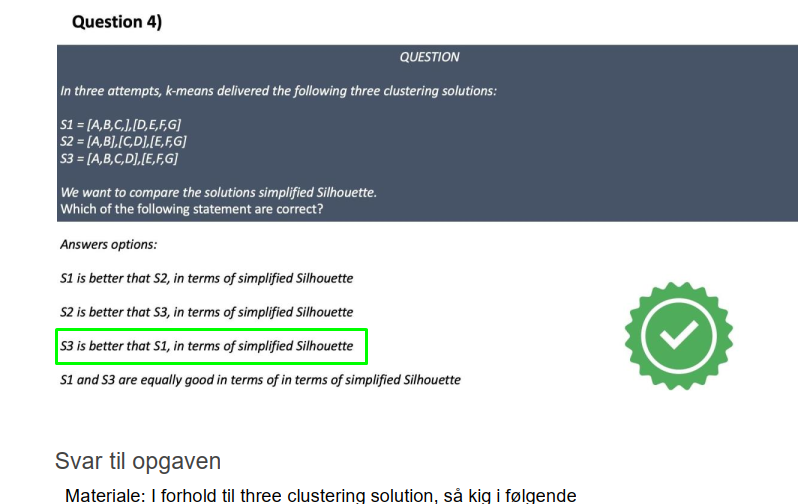 Question 4)
QUESTION
In three attempts, k-means delivered the following three clustering solutions:
S1 = [A,B,C,],[D,E,F,G]
S2 = [A,B],[C,D],[E,F,G]
S3 = [A,B,C,D],[E,F,G]
We want to compare the solutions simplified Silhouette.
Which of the following statement are correct?
Answers options:
S1 is better that S2, in terms of simplified Silhouette
S2 is better that S3, in terms of simplified Silhouette
S3 is better that S1, in terms of simplified Silhouette
S1 and S3 are equally good in terms of in terms of simplified Silhouette
Svar til opgaven
Materiale: I forhold til three clustering solution, så kig i følgende